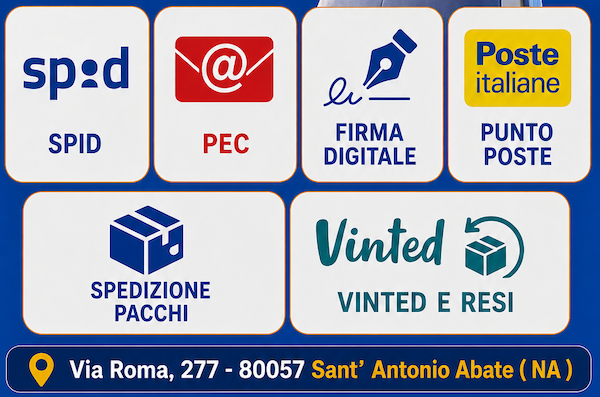 spid
SPID
@
PEC
FIRMA
DIGITALE
Poste
italiane
PUNTO
POSTE
SPEDIZIONE
PACCHI
Vinted
VINTED E RESI
Via Roma, 277 - 80057 Sant' Antonio Abate ( NA )